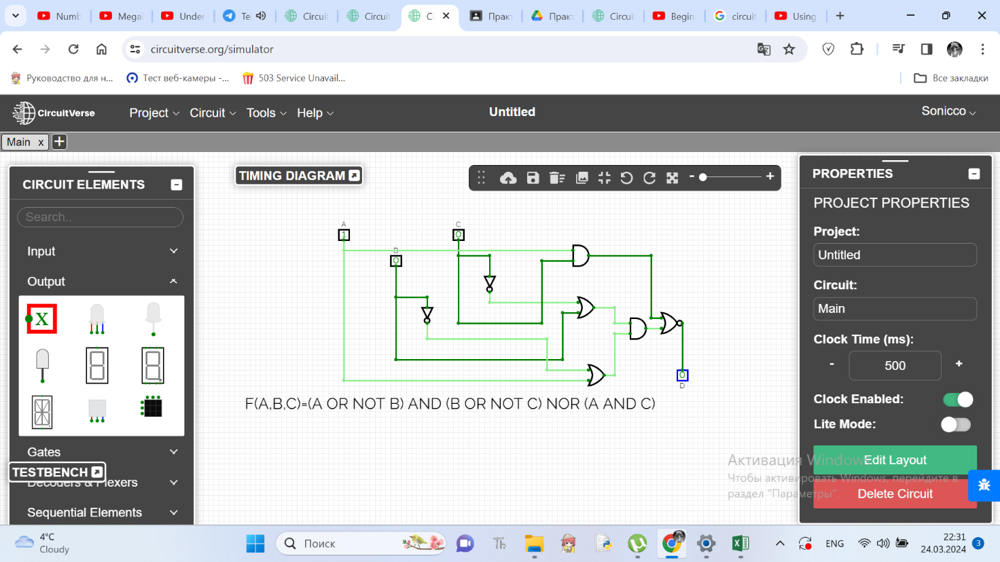 Numb
Mega
Under
Te
Circuit
Circuit
C
Практ
Практ
Circui
Begin
circuit
Using
circuitverse.org/simulator
Руководство для н...
Тест веб-камеры -...
503 Service Unavail...
Все закладки
CircuitVerse
Project
Circuit
Tools
Help
Untitled
Sonicco
Main x
CIRCUIT ELEMENTS
Search..
Input
Output
X
Gates
TESTBENCH
Decoders & Plexers
Sequential Elements
TIMING DIAGRAM
- +
A
1
B
0
C
0
0
D
F(A,B,C)=(A OR NOT B) AND (B OR NOT C) NOR (A AND C)
PROPERTIES
PROJECT PROPERTIES
Project:
Untitled
Circuit:
Main
Clock Time (ms):
- 500 +
Clock Enabled:
Lite Mode:
Edit Layout
Delete Circuit
Активация Windows
Чтобы активировать Windows, перейдите в
раздел "Параметры".
4°C
Cloudy
Поиск
ENG
22:31
24.03.2024
3